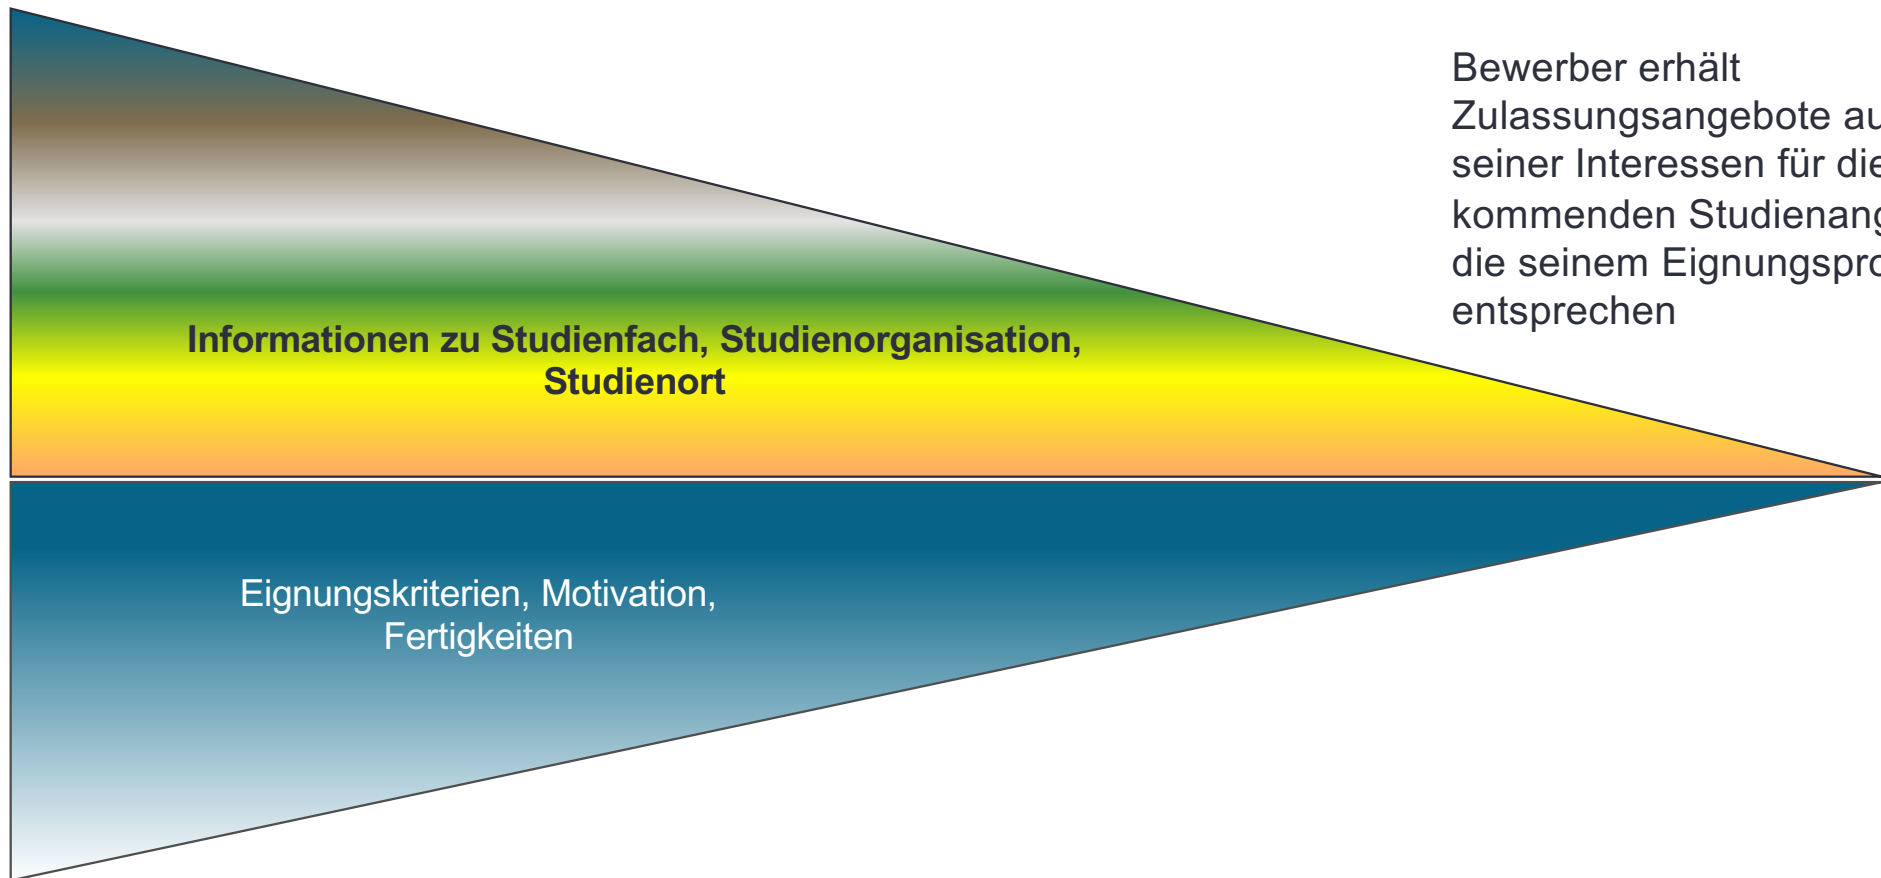 Bewerber erhält
Zulassungsangebote
seiner Interessen für
kommenden
die seinem
entsprechen
Informationen zu Studienfach, Studienorganisation,
Studienort
Eignungskriterien, Motivation,
Fertigkeiten